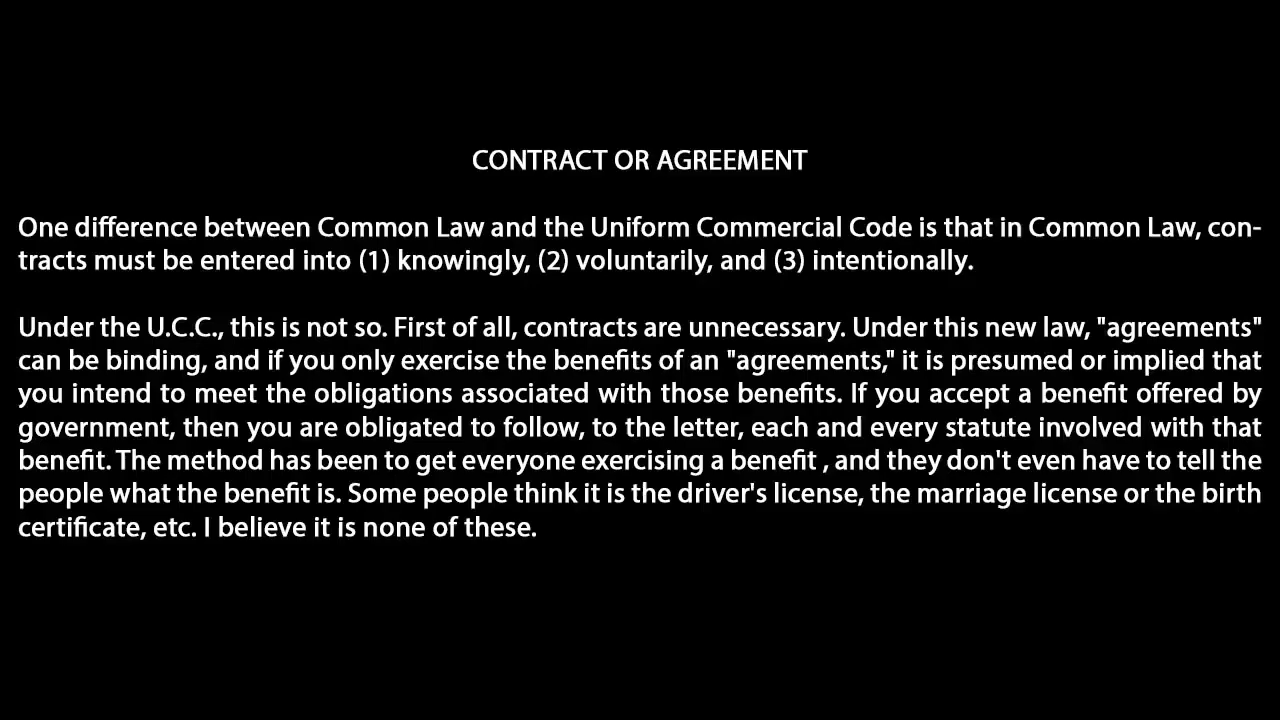 CONTRACT OR AGREEMENT
One difference between Common Law and the Uniform Commercial Code is that in Common Law, con-
tracts must be entered into (1) knowingly, (2) voluntarily, and (3) intentionally.
Under the U.C.C., this is not so. First of all, contracts are unnecessary. Under this new law, "agreements"
can be binding, and if you only exercise the benefits of an "agreements," it is presumed or implied that
you intend to meet the obligations associated with those benefits. If you accept a benefit offered by
government, then you are obligated to follow, to the letter, each and every statute involved with that
benefit. The method has been to get everyone exercising a benefit , and they don't even have to tell the
people what the benefit is. Some people think it is the driver's license, the marriage license or the birth
certificate, etc. I believe it is none of these.